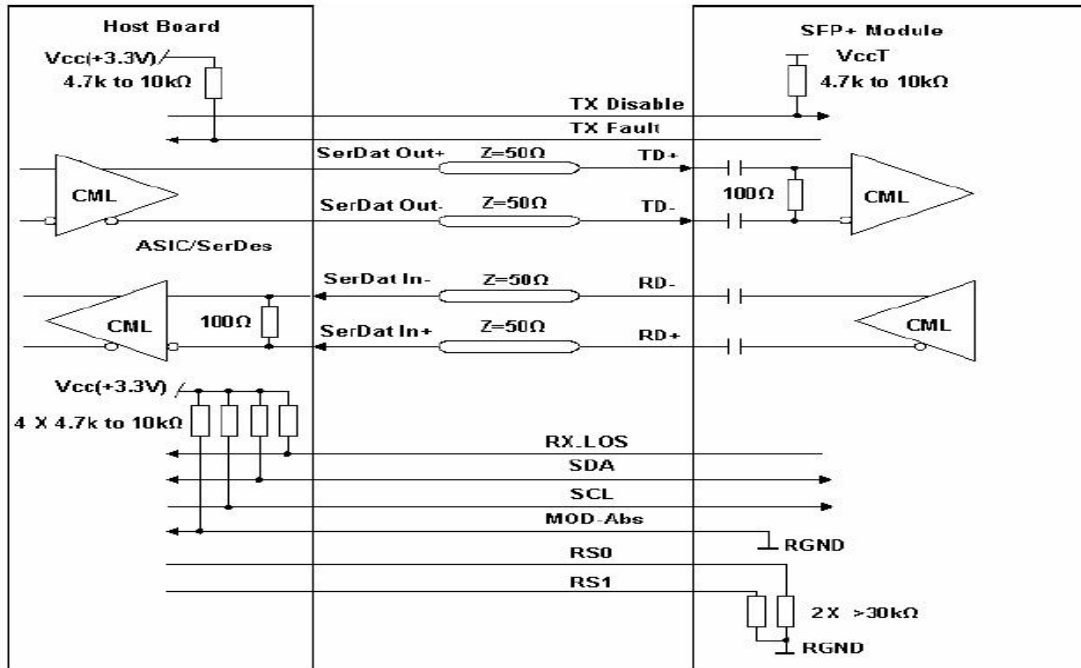 Host Board
SFP+ Module
Vcc(+3.3V)
4.7k to 10kΩ
VccT
4.7k to 10kΩ
TX Disable
TX Fault
SerDat Out+
Z=50Ω
TD+
CML
100Ω
CML
SerDat Out-
Z=50Ω
TD-
ASIC/SerDes
SerDat In-
Z=50Ω
RD-
CML
100Ω
CML
SerDat In+
Z=50Ω
RD+
Vcc(+3.3V)
4 X 4.7k to 10kΩ
RX-LOS
SDA
SCL
MOD-Abs
RGND
RS0
RS1
2X >30kΩ
RGND